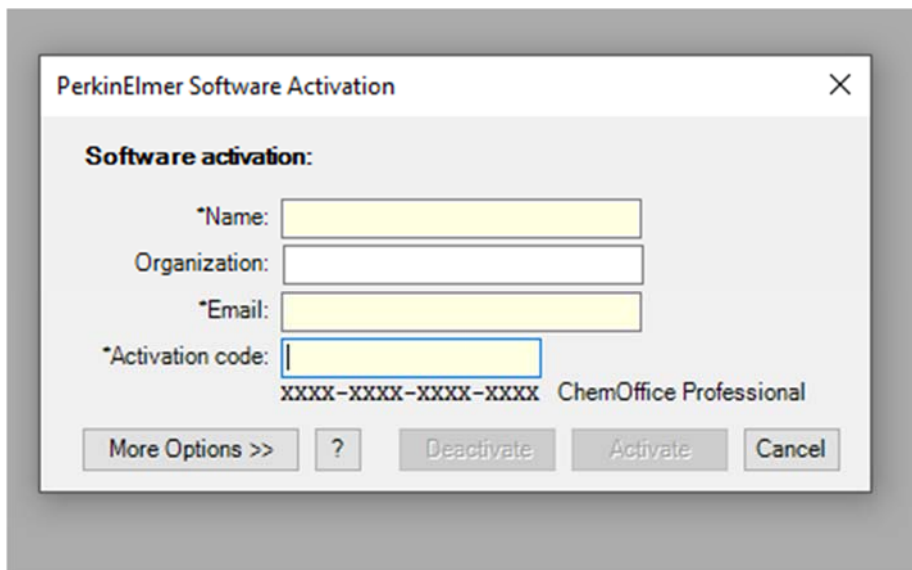 PerkinElmer Software Activation
Software activation:
*Name:
Organization:
*Email:
*Activation code:
xxxx-xxxx-xxxx-xxxx ChemOffice Professional
More Options >> ? Deactivate Activate Cancel